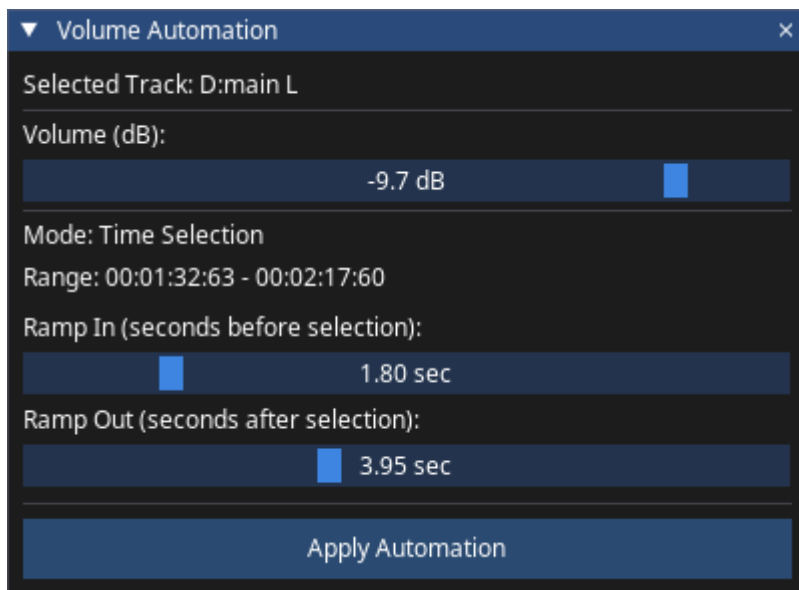 Volume Automation
Selected Track: D:main L
Volume (dB):
-9.7 dB
Mode: Time Selection
Range: 00:01:32:63 - 00:02:17:60
Ramp In (seconds before selection):
1.80 sec
Ramp Out (seconds after selection):
3.95 sec
Apply Automation